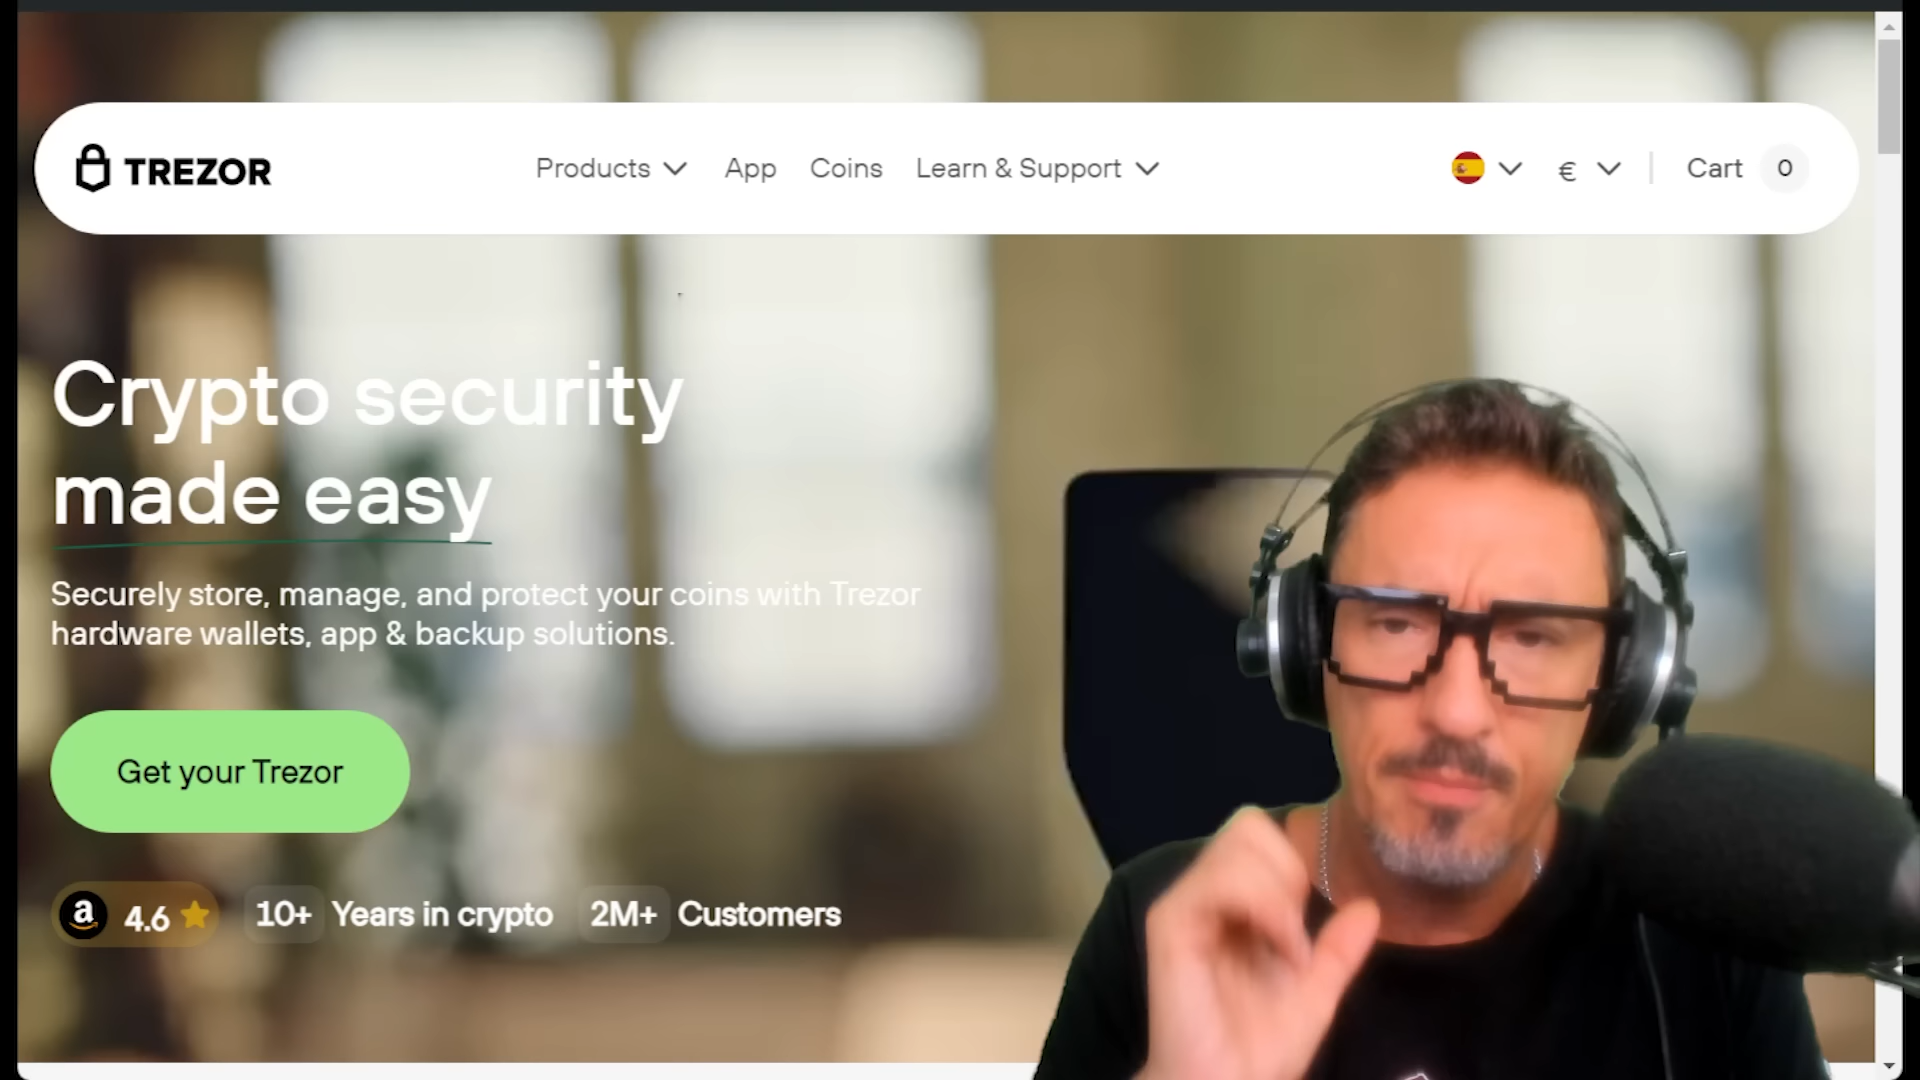 TREZOR
Products App Coins Learn & Support € Cart 0
Crypto security
made easy
Securely store, manage, and protect your coins with Trezor
hardware wallets, app & backup solutions.
Get your Trezor
a 4.6 10+ Years in crypto 2M+ Customers